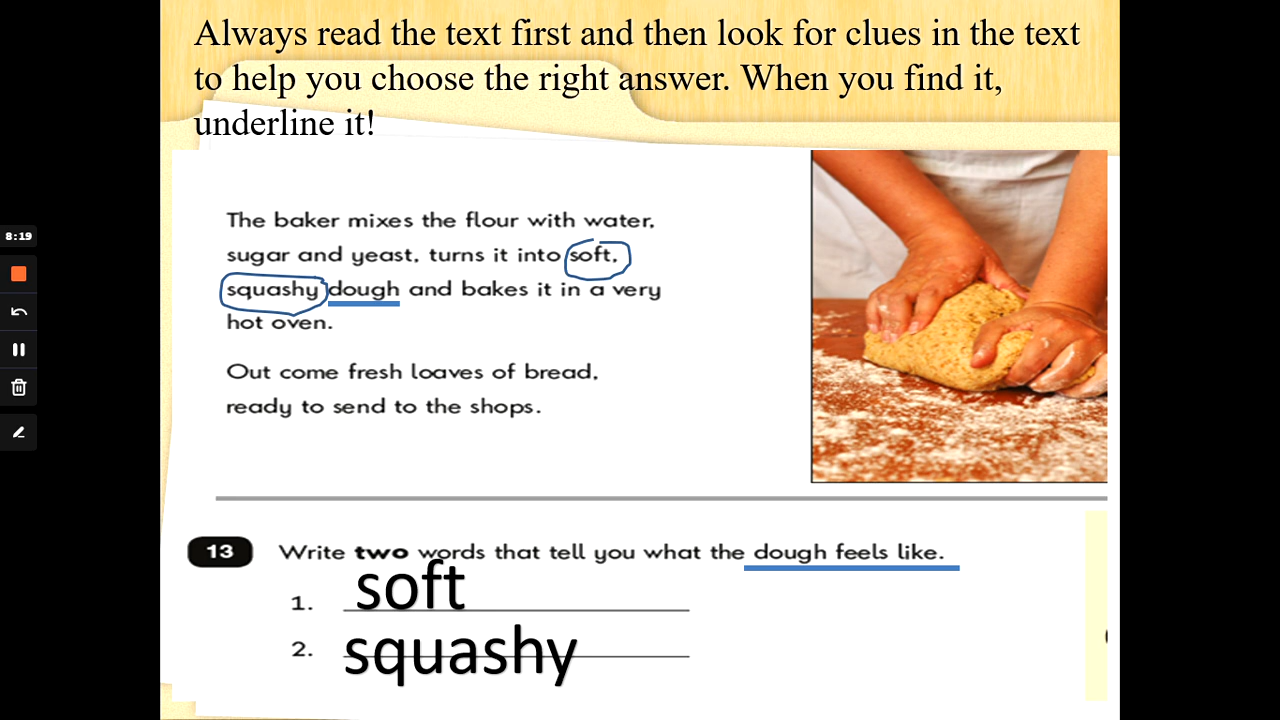 Always read the text first and then look for clues in the text
to help you choose the right answer. When you find it,
underline it!
8:19
The baker mixes the flour with water,
sugar and yeast, turns it into soft,
squashy dough and bakes it in a very
hot oven.
Out come fresh loaves of bread,
ready to send to the shops.
13 Write two words that tell you what the dough feels like.
1. soft
2. squashy